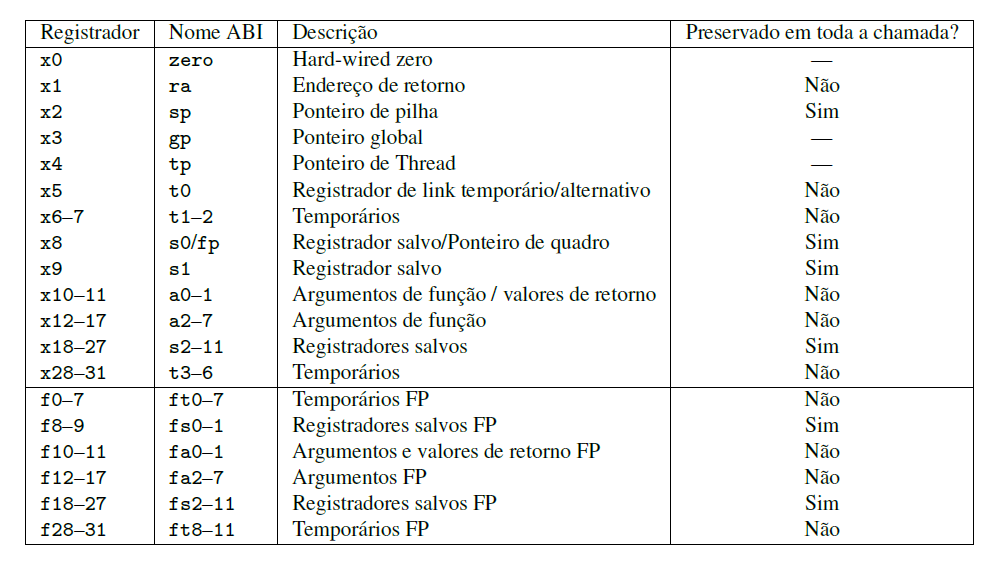 Registrador Nome ABI Descrição Preservado em toda a chamada?
x0 zero Hard-wired zero —
x1 ra Endereço de retorno Não
x2 sp Ponteiro de pilha Sim
x3 gp Ponteiro global —
x4 tp Ponteiro de Thread —
x5 t0 Registrador de link temporário/alternativo Não
x6–7 t1–2 Temporários Não
x8 s0/fp Registrador salvo/Ponteiro de quadro Sim
x9 s1 Registrador salvo Sim
x10–11 a0–1 Argumentos de função / valores de retorno Não
x12–17 a2–7 Argumentos de função Não
x18–27 s2–11 Registradores salvos Sim
x28–31 t3–6 Temporários Não
f0–7 ft0–7 Temporários FP Não
f8–9 fs0–1 Registradores salvos FP Sim
f10–11 fa0–1 Argumentos e valores de retorno FP Não
f12–17 fa2–7 Argumentos FP Não
f18–27 fs2–11 Registradores salvos FP Sim
f28–31 ft8–11 Temporários FP Não